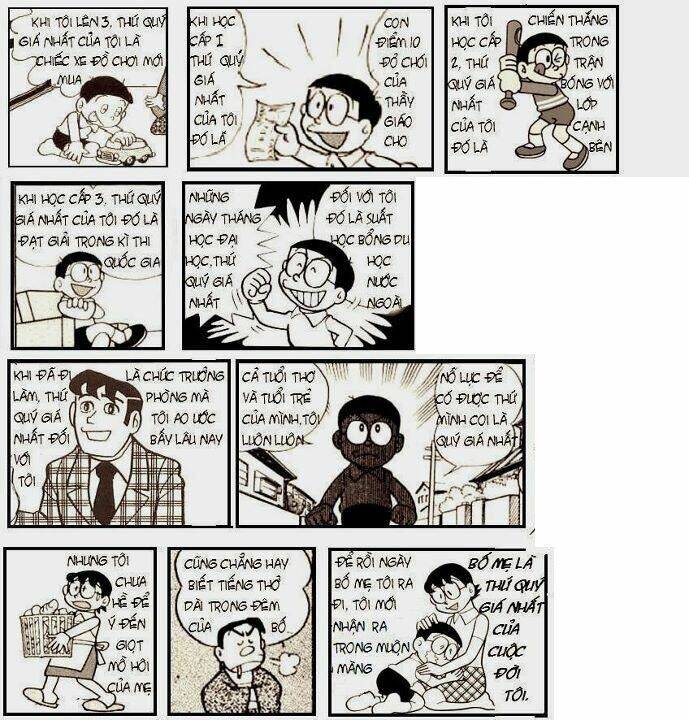 KHI TÔI LÊN 3, THỨ QUÝ
GIÁ NHẤT CỦA TÔI LÀ
CHIẾC XE ĐỒ CHƠI MỚI
MUA
KHI HỌC
CẤP I
THỨ QUÝ
GIÁ
NHẤT
CỦA TÔI
ĐÓ LÀ
CON
ĐIỂM 10
ĐỎ CHÓI
CỦA
THẦY
GIÁO
CHO
KHI TÔI
HỌC CẤP
2, THỨ
QUÝ GIÁ
NHẤT
CỦA TÔI
ĐÓ LÀ
CHIẾN THẮNG
TRONG
TRẬN
BÓNG VỚI
LỚP
CẠNH
BÊN
KHI HỌC CẤP 3, THỨ QUÝ
GIÁ NHẤT CỦA TÔI ĐÓ LÀ
ĐẠT GIẢI TRONG KÌ THI
QUỐC GIA
NHỮNG
NGÀY THÁNG
HỌC ĐẠI
HỌC, THỨ
QUÝ GIÁ
NHẤT
ĐỐI VỚI TÔI
ĐÓ LÀ SUẤT
HỌC BỔNG DU
HỌC
NƯỚC
NGOÀI
KHI ĐÃ ĐI
LÀM, THỨ
QUÝ GIÁ
NHẤT ĐỐI
VỚI
TÔI
LÀ CHỨC TRƯỞNG
PHÒNG MÀ
TÔI AO ƯỚC
BẤY LÂU NAY
CẢ TUỔI THƠ
VÀ TUỔI TRẺ
CỦA MÌNH, TÔI
LUÔN LUÔN
NỖ LỰC ĐỂ
CÓ ĐƯỢC THỨ
MÌNH COI LÀ
QUÝ GIÁ NHẤT
NHƯNG TÔI
CHƯA
HỀ ĐỂ
Ý ĐẾN
GIỌT
MỒ HÔI
CỦA MẸ
CŨNG CHẲNG HAY
BIẾT TIẾNG THỞ
DÀI TRONG ĐÊM
CỦA BỐ
ĐỂ RỒI NGÀY
BỐ MẸ TÔI RA
ĐI, TÔI MỚI
NHẬN RA
TRONG MUỘN
MÀNG
BỐ MẸ LÀ
THỨ QUÝ
GIÁ NHẤT
CỦA
CUỘC
ĐỜI
TÔI.